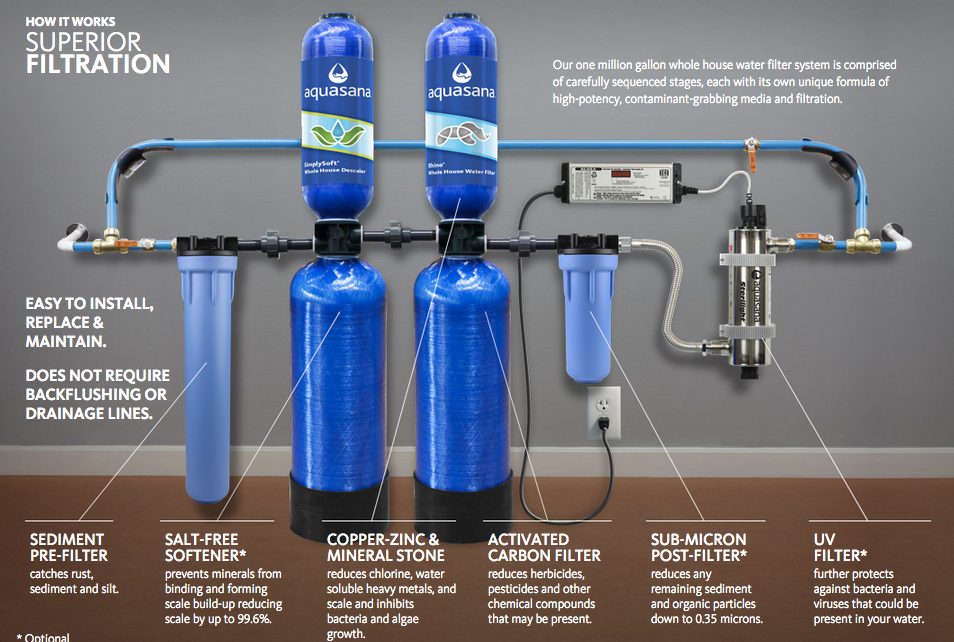 HOW IT WORKS
SUPERIOR
FILTRATION
Our one million gallon whole house water filter system is comprised
of carefully sequenced stages, each with its own unique formula of
high-potency, contaminant-grabbing media and filtration.
aquasana
SimplySoft™
Whole House Descaler
aquasana
Rhino®
Whole House Water Filter
aquasana
EASY TO INSTALL,
REPLACE &
MAINTAIN.
DOES NOT REQUIRE
BACKFLUSHING OR
DRAINAGE LINES.
SEDIMENT
PRE-FILTER
catches rust,
sediment and silt.
SALT-FREE
SOFTENER*
prevents minerals from
binding and forming
scale build-up reducing
scale by up to 99.6%.
COPPER-ZINC &
MINERAL STONE
reduces chlorine, water
soluble heavy metals, and
scale and inhibits
bacteria and algae
growth.
ACTIVATED
CARBON FILTER
reduces herbicides,
pesticides and other
chemical compounds
that may be present.
SUB-MICRON
POST-FILTER*
reduces any
remaining sediment
and organic particles
down to 0.35 microns.
UV
FILTER*
further protects
against bacteria and
viruses that could be
present in your water.
* Optional